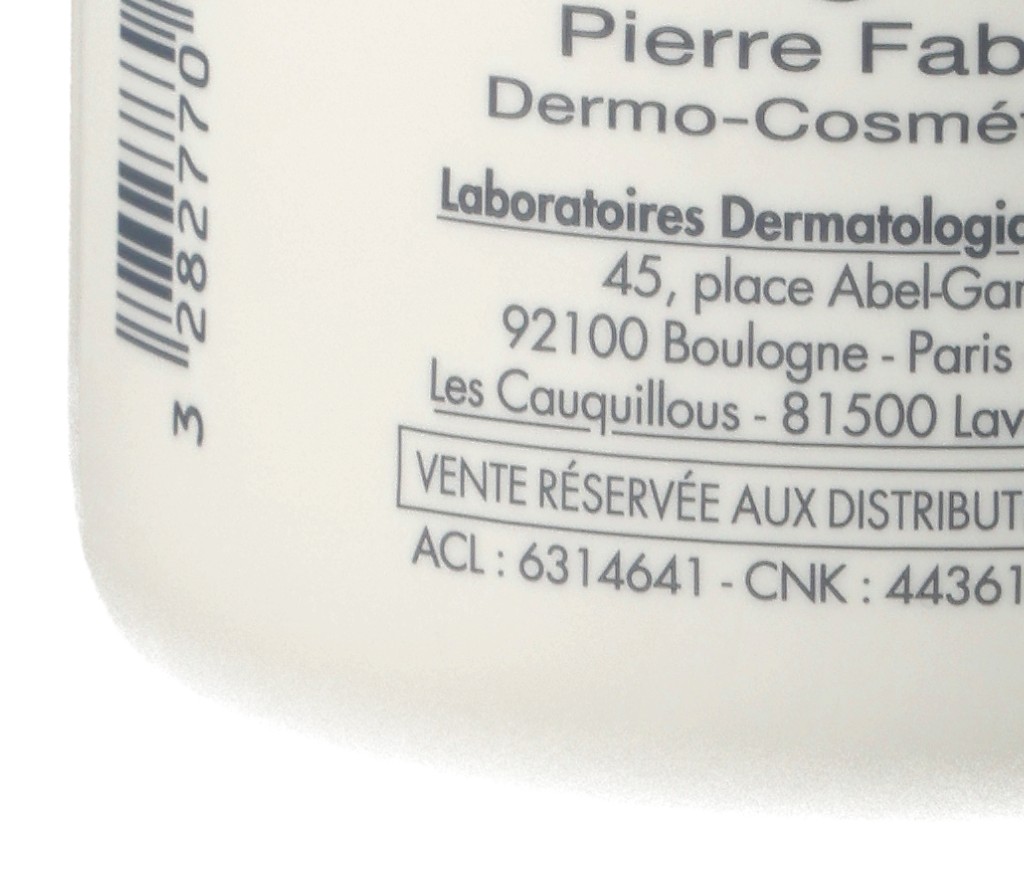 Pierre Fab
Dermo-Cosmé
Laboratoires Dermatologic
45, place Abel-Gar
92100 Boulogne - Paris
Les Cauquillous - 81500 Lav
VENTE RÉSERVÉE AUX DISTRIBUT
ACL : 6314641 - CNK : 44361
3 282770